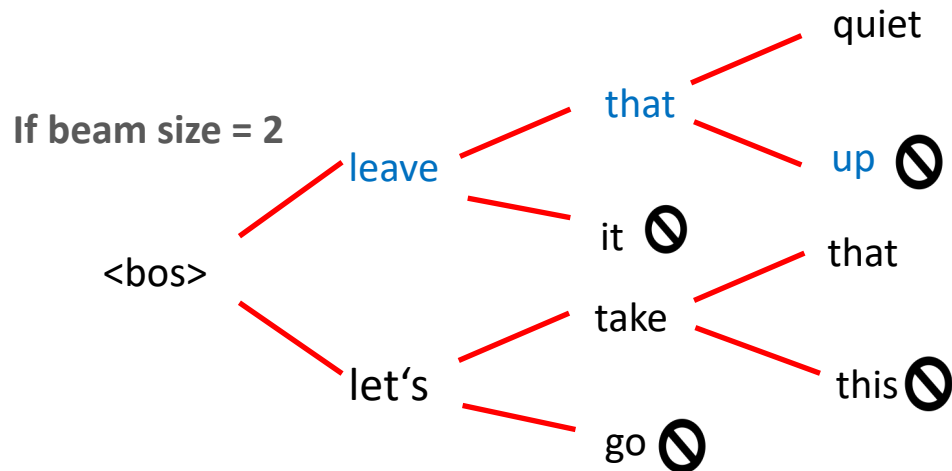 quiet
that
If beam size = 2
leave
up
it
that
<bos>
take
let‘s
this
go